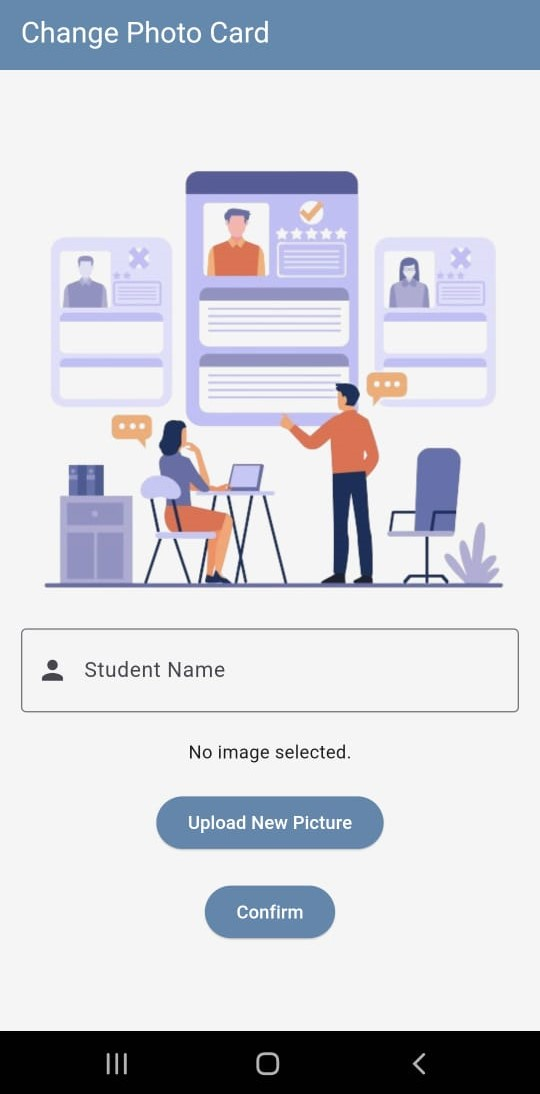 Change Photo Card
Student Name
No image selected.
Upload New Picture
Confirm